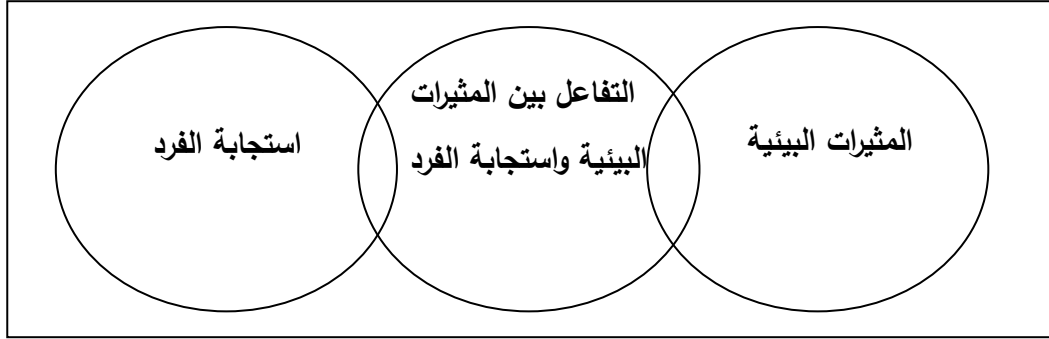 المثيرات البيئية
التفاعل بين المثيرات
البيئية واستجابة الفرد
استجابة الفرد